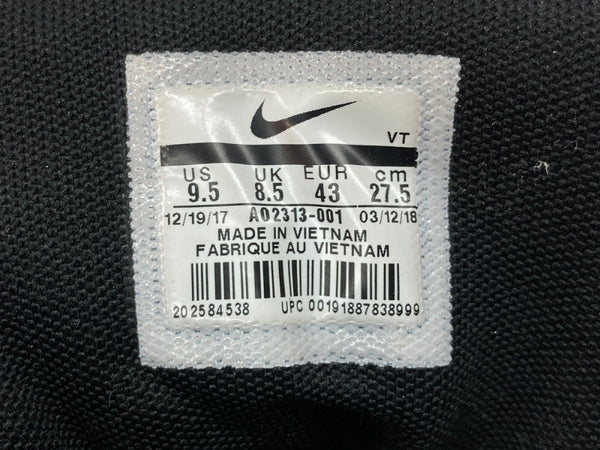 VT
US UK EUR cm
9.5 8.5 43 27.5
12/19/17 AO2313-001 03/12/18
MADE IN VIETNAM
FABRIQUE AU VIETNAM
202584538 UPC 00191887838999